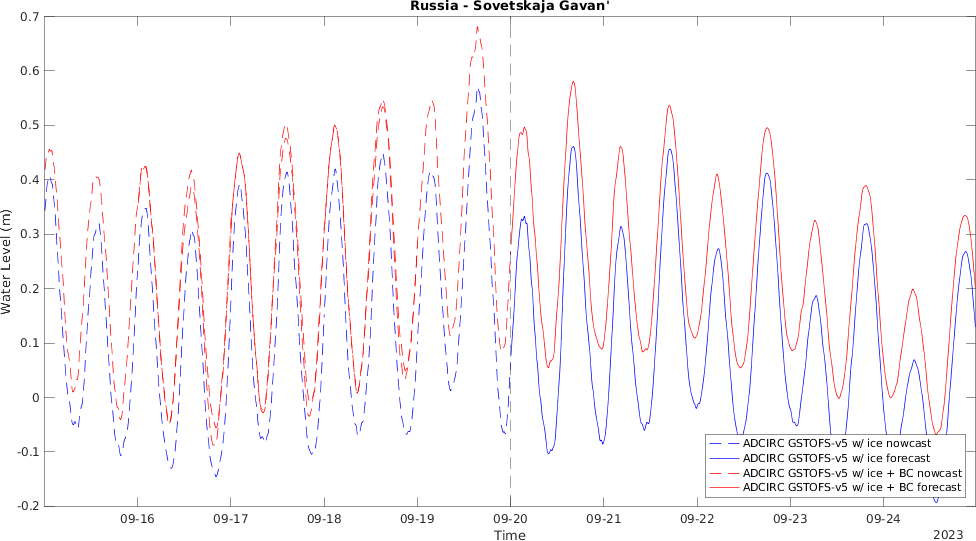 Russia - Sovetskaja Gavan'
0.7
0.6
0.5
0.4
0.3
0.2
0.1
0
-0.1
-0.2
Water Level (m)
ADCIRC GSTOFS-v5 w/ ice nowcast
ADCIRC GSTOFS-v5 w/ ice forecast
ADCIRC GSTOFS-v5 w/ ice + BC nowcast
ADCIRC GSTOFS-v5 w/ ice + BC forecast
09-16 09-17 09-18 09-19 09-20 09-21 09-22 09-23 09-24
Time
2023